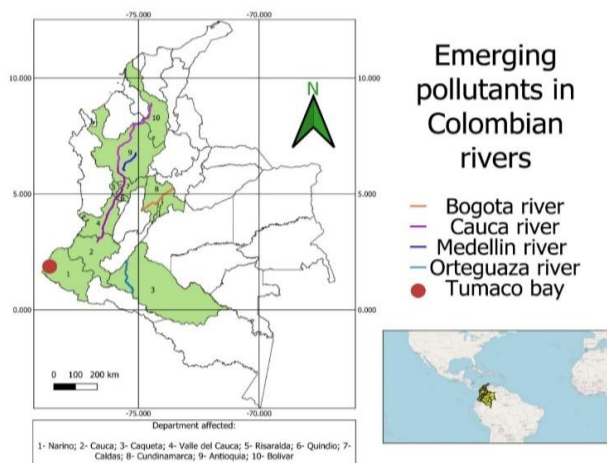 -75.000
-70.000
10.000
10.000
5.000
5.000
0.000
0.000
10
9
8
7
4
2
1
3
N
0 100 200 km
-75.000
-70.000
Department affected:
1- Narino; 2- Cauca; 3- Caqueta; 4- Valle del Cauca; 5- Risaralda; 6- Quindio; 7-
Caldas; 8- Cundinamarca; 9- Antioquia; 10- Bolivar
Emerging
pollutants in
Colombian
rivers
Bogota river
Cauca river
Medellin river
Orteguaza river
Tumaco bay